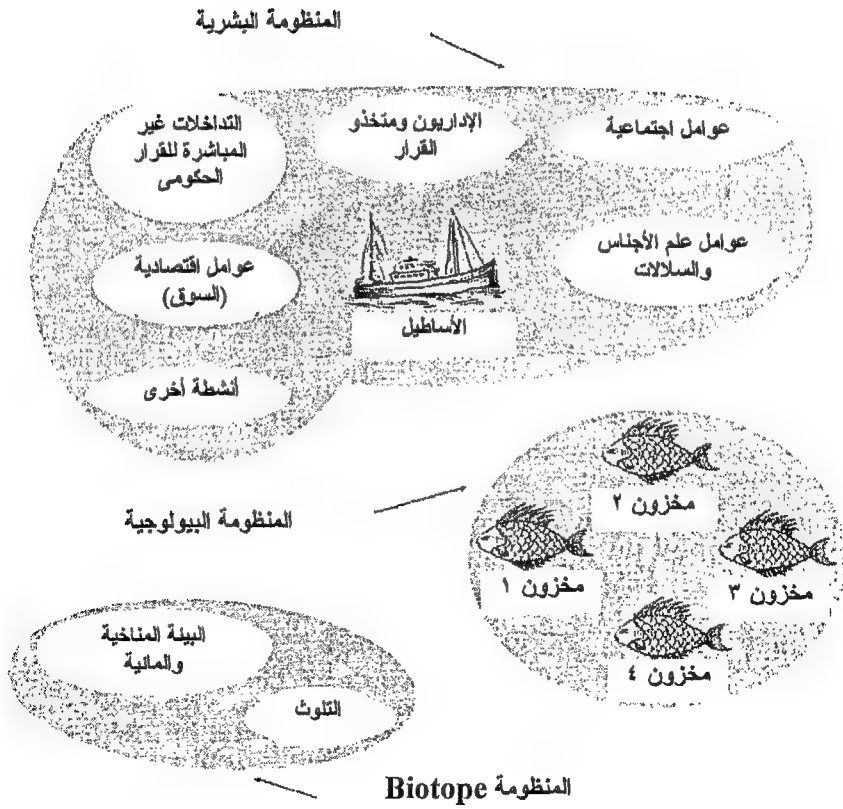 المنظومة البشرية
عوامل اجتماعية
الإداريون ومتخذو
القرار
التداخلات غير
المباشرة للقرار
الحكومى
عوامل علم الأجناس
والسلالات
عوامل اقتصادية
(السوق)
الأساطيل
أنشطة أخرى
المنظومة البيولوجية
مخزون ٢
مخزون ١
مخزون ٣
مخزون ٤
البيئة المناخية
والمائية
التلوث
المنظومة Biotope